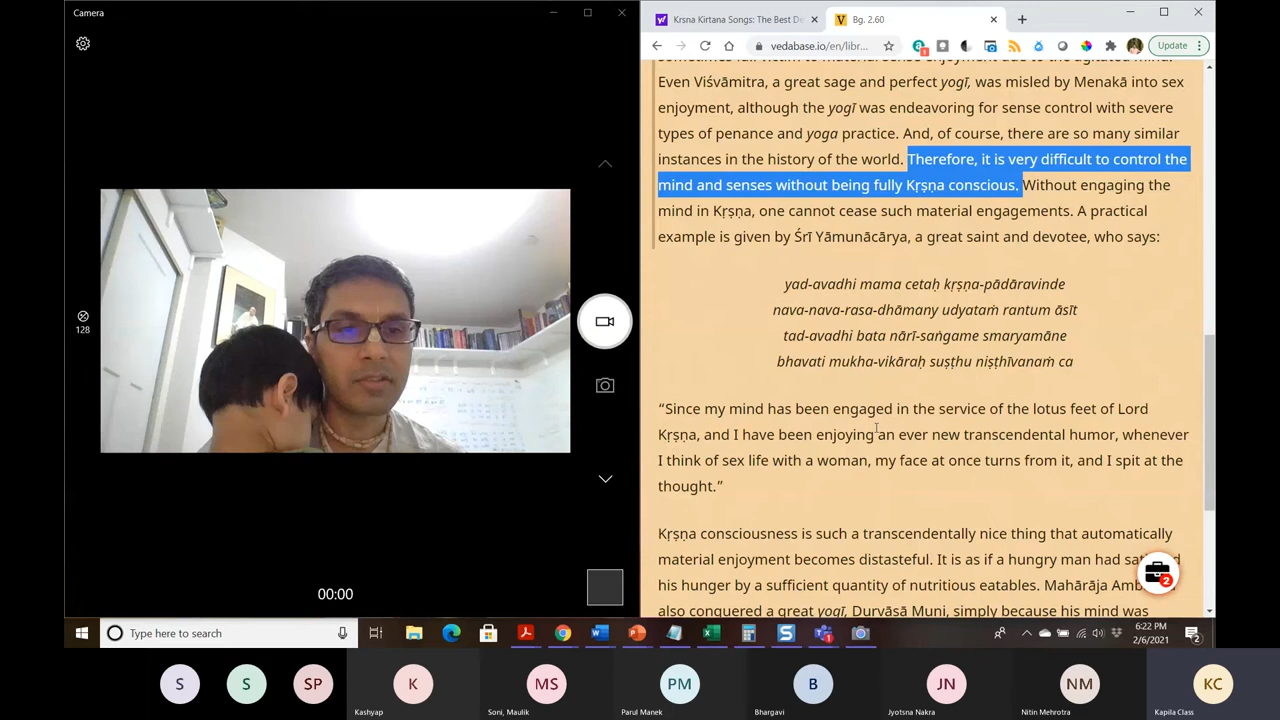 Camera
128
00:00
Krsna Kirtana Songs: The Best De
Bg. 2.60
vedabase.io/en/libr...
1
Update
Even Viśvāmitra, a great sage and perfect yogī, was misled by Menakā into sex
enjoyment, although the yogī was endeavoring for sense control with severe
types of penance and yoga practice. And, of course, there are so many similar
instances in the history of the world. Therefore, it is very difficult to control the
mind and senses without being fully Kṛṣṇa conscious. Without engaging the
mind in Kṛṣṇa, one cannot cease such material engagements. A practical
example is given by Śrī Yāmunācārya, a great saint and devotee, who says:
yad-avadhi mama cetaḥ kṛṣṇa-pādāravinde
nava-nava-rasa-dhāmany udyataṁ rantum āsīt
tad-avadhi bata nārī-saṅgame smaryamāne
bhavati mukha-vikāraḥ suṣṭhu niṣṭhīvanaṁ ca
“Since my mind has been engaged in the service of the lotus feet of Lord
Kṛṣṇa, and I have been enjoying an ever new transcendental humor, whenever
I think of sex life with a woman, my face at once turns from it, and I spit at the
thought.”
Kṛṣṇa consciousness is such a transcendentally nice thing that automatically
material enjoyment becomes distasteful. It is as if a hungry man had sat
his hunger by a sufficient quantity of nutritious eatables. Mahārāja Amb
also conquered a great yogī, Durvāsā Muni, simply because his mind was
2
Type here to search
6:22 PM
2/6/2021
2
S
S
SP
K
MS
PM
B
JN
NM
KC
Kashyap
Soni, Maulik
Parul Manek
Bhargavi
Jyotsna Nakra
Nitin Mehrotra
Kapila Class